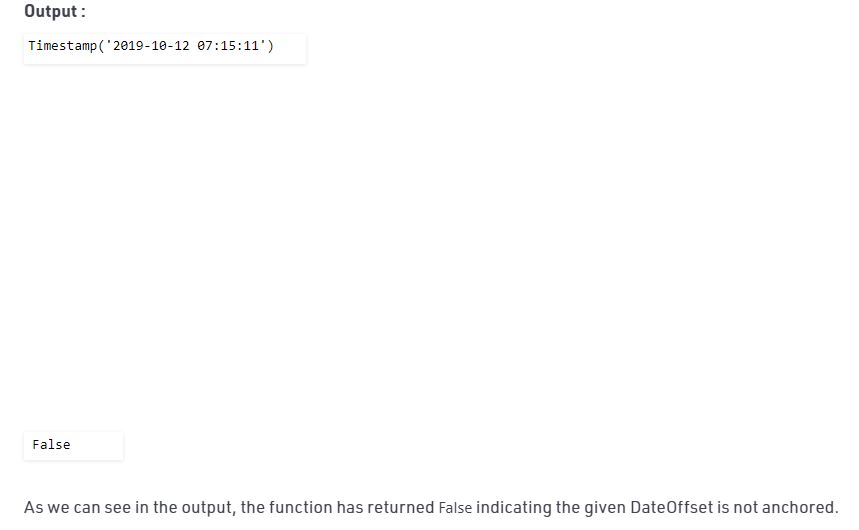 Output :
Timestamp('2019-10-12 07:15:11')
False
As we can see in the output, the function has returned False indicating the given DateOffset is not anchored.